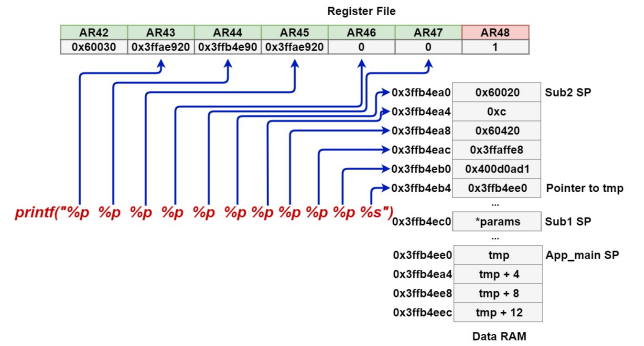 Register File
AR42 AR43 AR44 AR45 AR46 AR47 AR48
0x60030 0x3ffae920 0x3ffb4e90 0x3ffae920 0 0 1
0x3ffb4ea0 0x60020 Sub2 SP
0x3ffb4ea4 0xc
0x3ffb4ea8 0x60420
0x3ffb4eac 0x3ffaffe8
0x3ffb4eb0 0x400d0ad1
0x3ffb4eb4 0x3ffb4ee0 Pointer to tmp
...
printf("%p %p %p %p %p %p %p %p %p %p %s")
0x3ffb4ec0 *params Sub1 SP
...
0x3ffb4ee0 tmp App_main SP
0x3ffb4ea4 tmp + 4
0x3ffb4ee8 tmp + 8
0x3ffb4eec tmp + 12
Data RAM